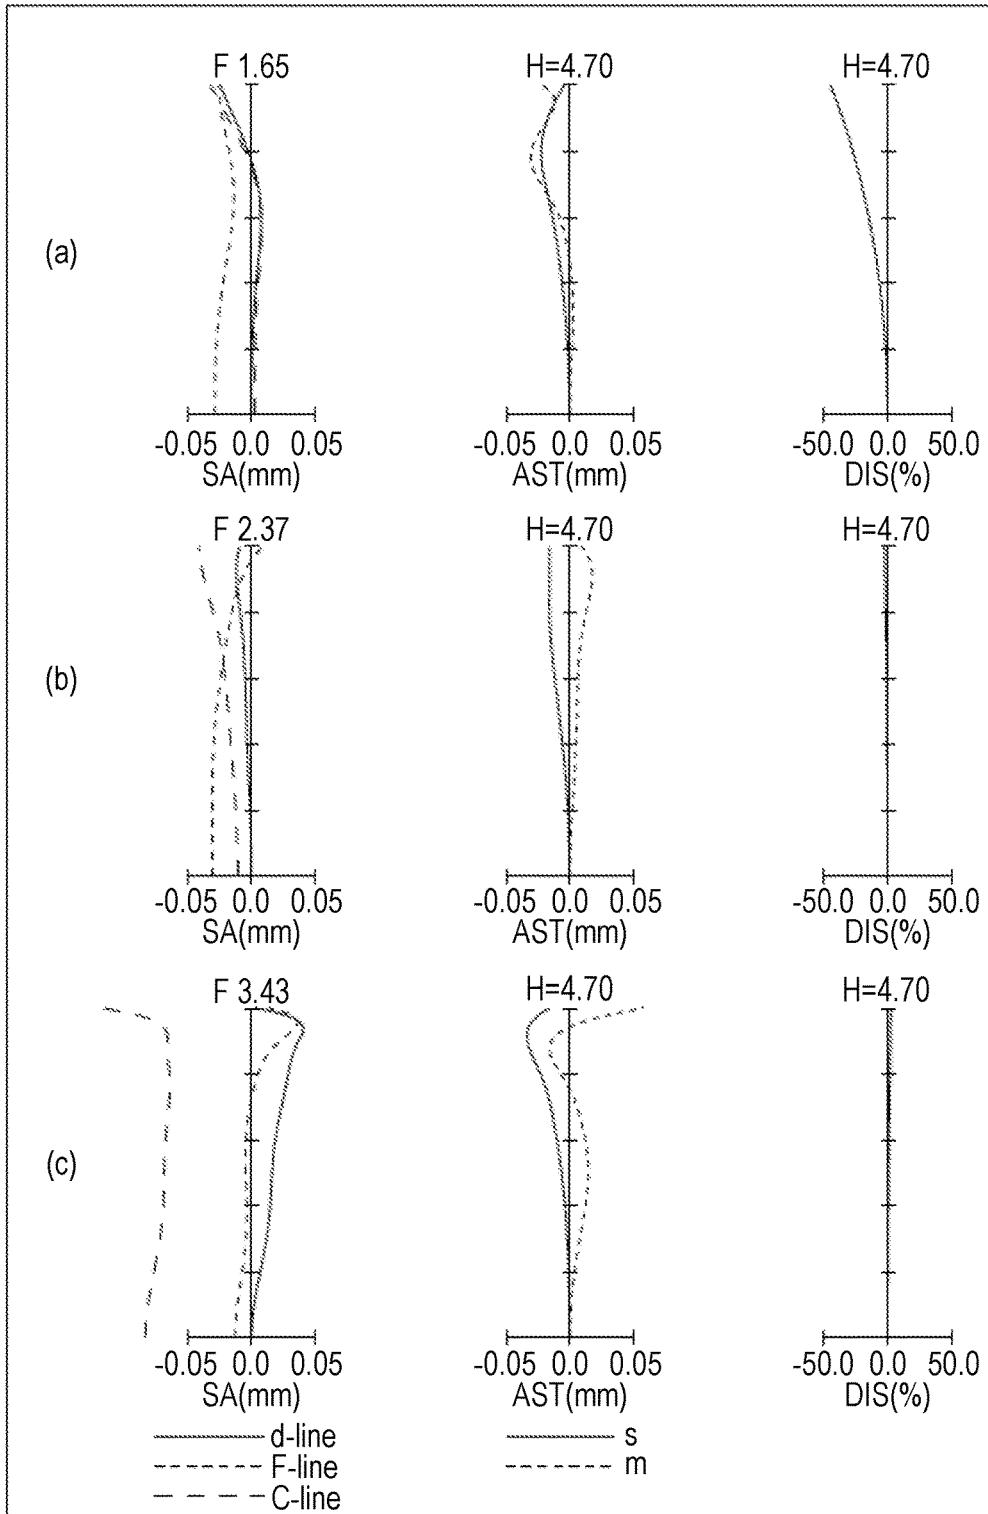 F 1.65 H=4.70 H=4.70
(a)
-0.05 0.0 0.05 -0.05 0.0 0.05 -50.0 0.0 50.0
SA(mm) AST(mm) DIS(%)
F 2.37 H=4.70 H=4.70
(b)
-0.05 0.0 0.05 -0.05 0.0 0.05 -50.0 0.0 50.0
SA(mm) AST(mm) DIS(%)
F 3.43 H=4.70 H=4.70
(c)
-0.05 0.0 0.05 -0.05 0.0 0.05 -50.0 0.0 50.0
SA(mm) AST(mm) DIS(%)
d-line s
F-line m
C-line